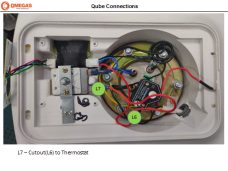 OMEGAS
Qube Connections
L7
L6
L7 – Cutout(L6) to Thermostat